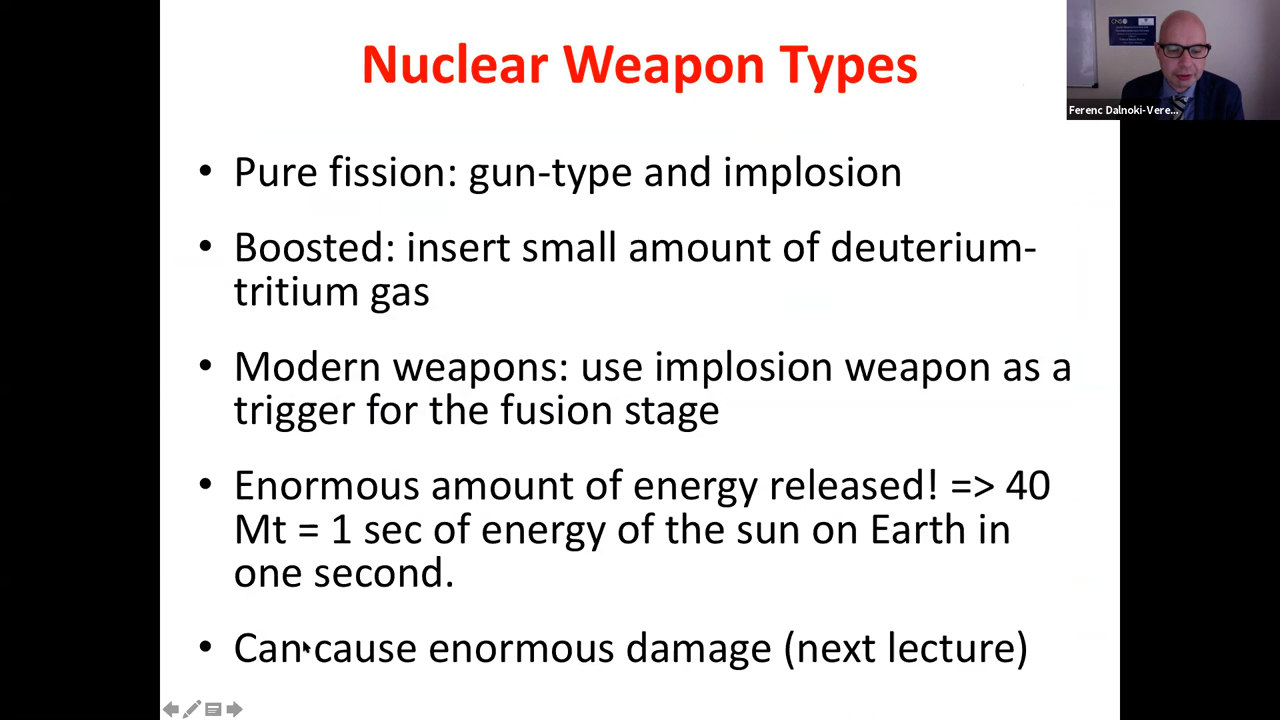 Nuclear Weapon Types
Ferenc Dalnoki-Vere...
• Pure fission: gun-type and implosion
• Boosted: insert small amount of deuterium-
tritium gas
• Modern weapons: use implosion weapon as a
trigger for the fusion stage
• Enormous amount of energy released! => 40
Mt = 1 sec of energy of the sun on Earth in
one second.
• Can cause enormous damage (next lecture)